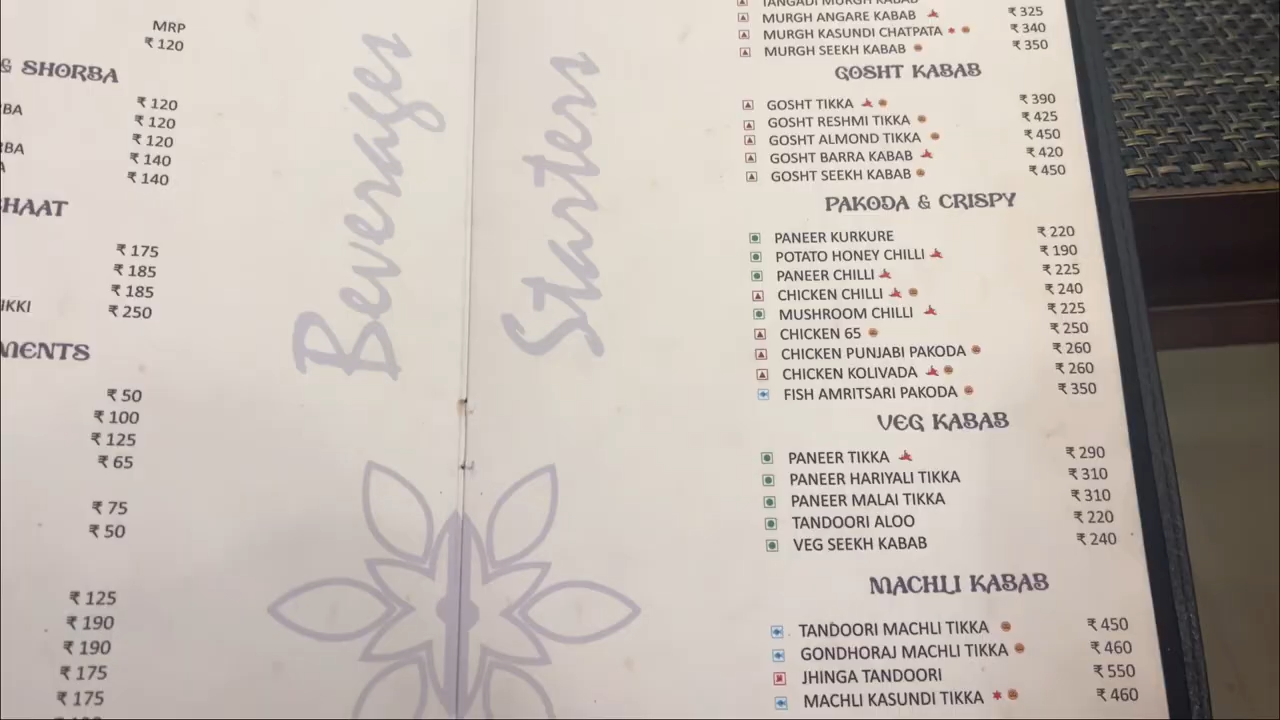 MRP
₹ 120
SHORBA
₹ 120
BA ₹ 120
₹ 120
RBA ₹ 140
₹ 140
HAAT
₹ 175
₹ 185
₹ 185
IKKI ₹ 250
MENTS
₹ 50
₹ 100
₹ 125
₹ 65
₹ 75
₹ 50
₹ 125
₹ 190
₹ 190
₹ 175
₹ 175
Beverages
Starters
TANGADI MURGH KABAB
MURGH ANGARE KABAB ₹ 325
MURGH KASUNDI CHATPATA ₹ 340
MURGH SEEKH KABAB ₹ 350
GOSHT KABAB
GOSHT TIKKA ₹ 390
GOSHT RESHMI TIKKA ₹ 425
GOSHT ALMOND TIKKA ₹ 450
GOSHT BARRA KABAB ₹ 420
GOSHT SEEKH KABAB ₹ 450
PAKODA & CRISPY
PANEER KURKURE ₹ 220
POTATO HONEY CHILLI ₹ 190
PANEER CHILLI ₹ 225
CHICKEN CHILLI ₹ 240
MUSHROOM CHILLI ₹ 225
CHICKEN 65 ₹ 250
CHICKEN PUNJABI PAKODA ₹ 260
CHICKEN KOLIVADA ₹ 260
FISH AMRITSARI PAKODA ₹ 350
VEG KABAB
PANEER TIKKA ₹ 290
PANEER HARIYALI TIKKA ₹ 310
PANEER MALAI TIKKA ₹ 310
TANDOORI ALOO ₹ 220
VEG SEEKH KABAB ₹ 240
MACHLI KABAB
TANDOORI MACHLI TIKKA ₹ 450
GONDHORAJ MACHLI TIKKA ₹ 460
JHINGA TANDOORI ₹ 550
MACHLI KASUNDI TIKKA ₹ 460